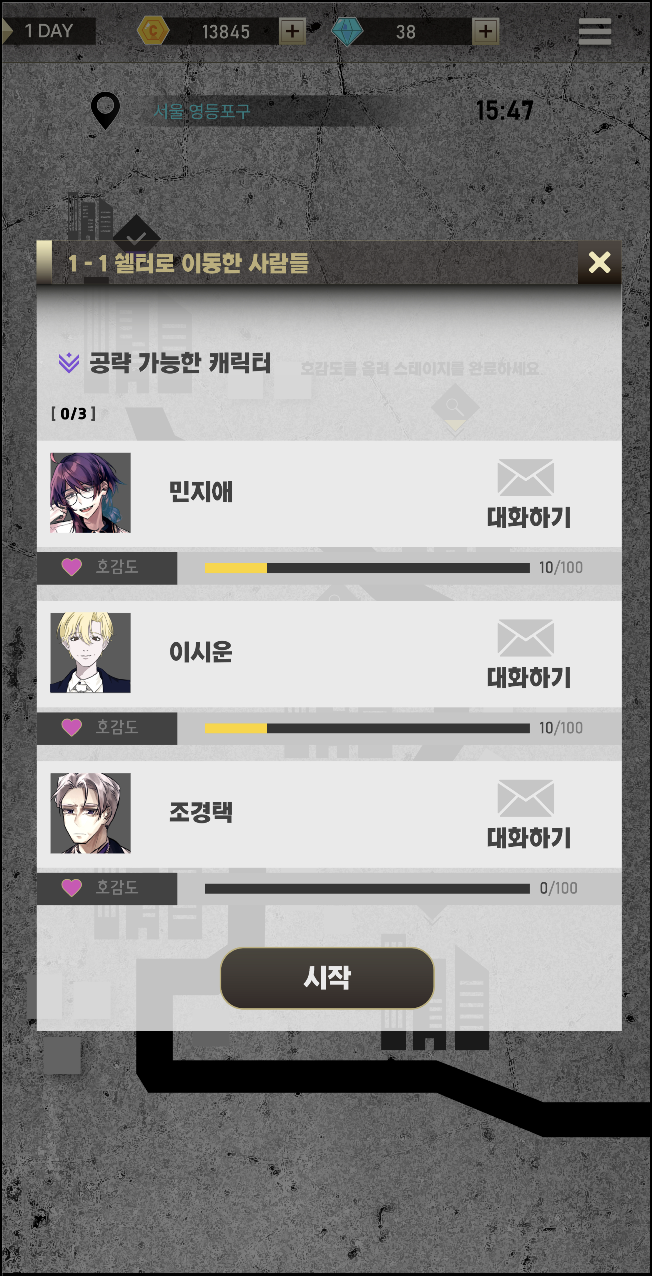 1 DAY
13845
38
서울 영등포구
15:47
1 - 1 쉘터로 이동한 사람들
공략 가능한 캐릭터
호감도를 올려 스테이지를 완료하세요
[ 0/3 ]
민지애
대화하기
호감도
10/100
이시운
대화하기
호감도
10/100
조경택
대화하기
호감도
0/100
시작